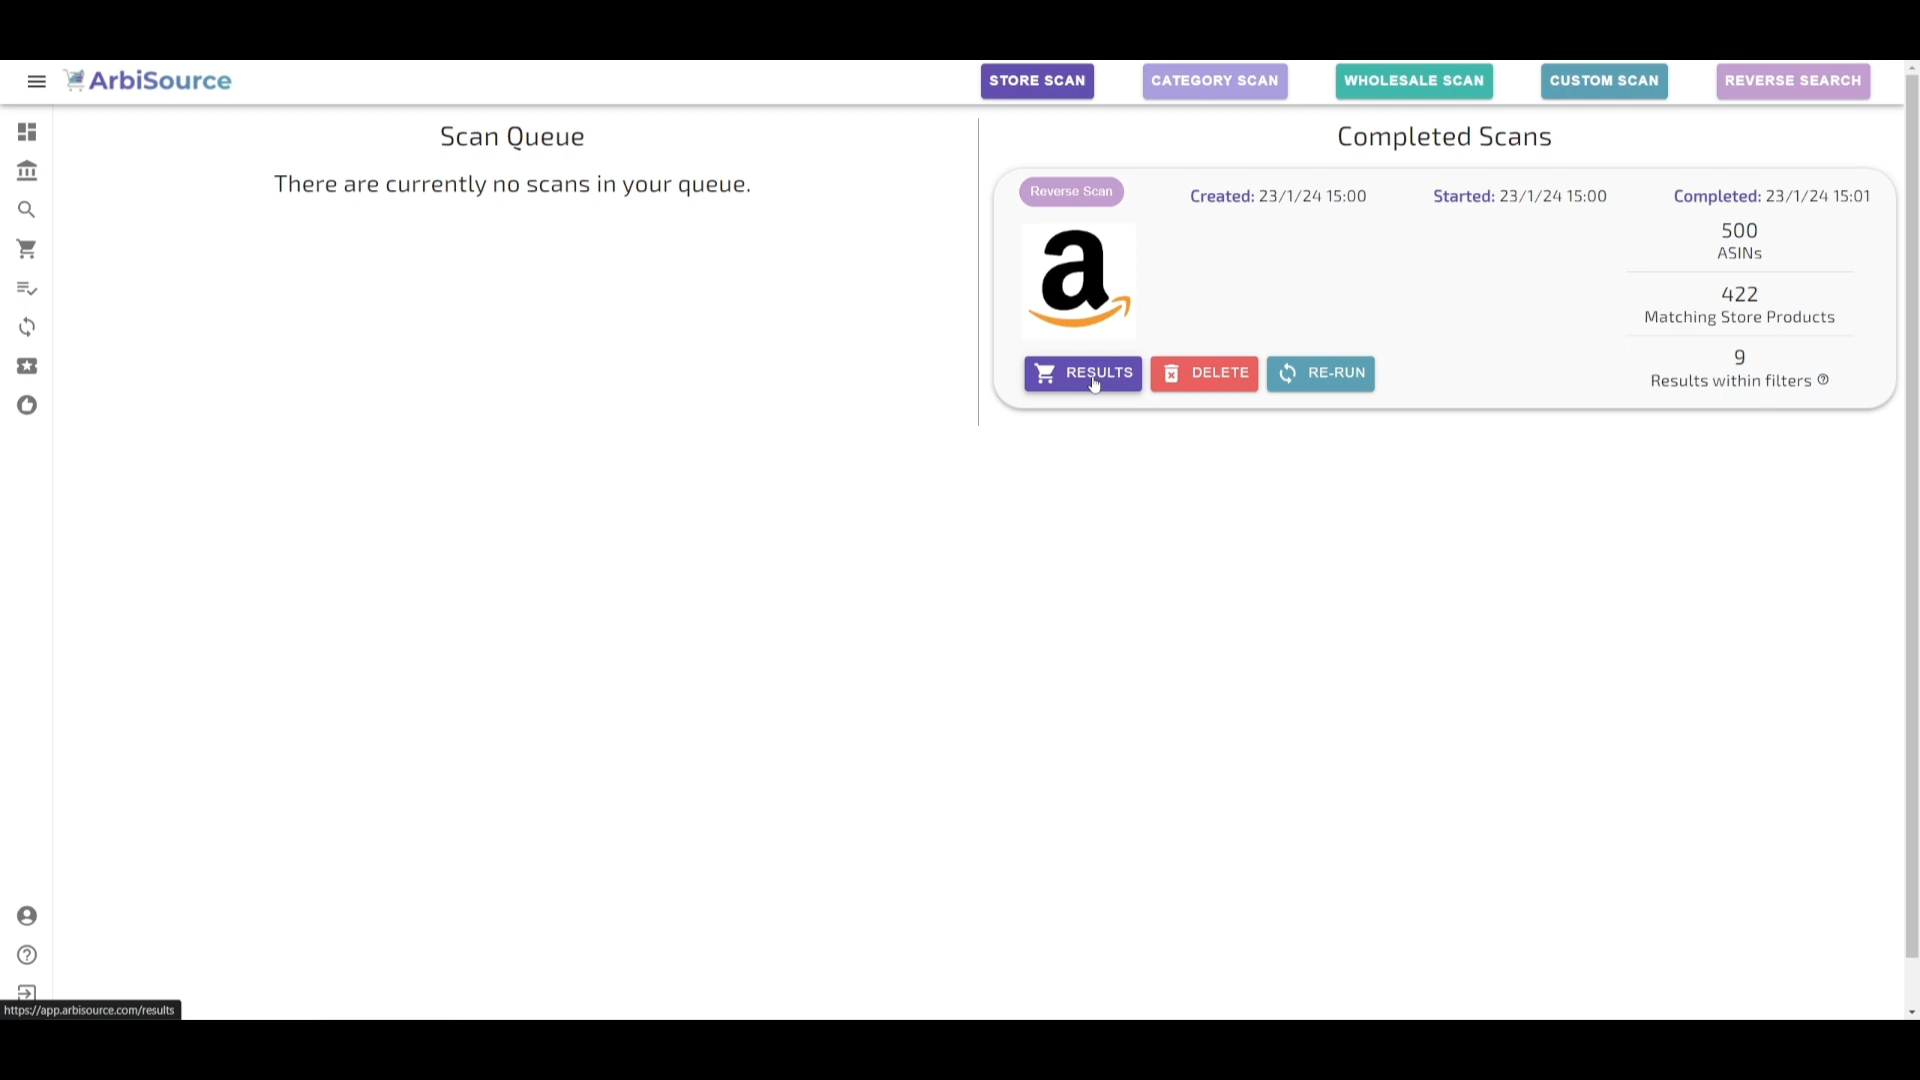 ArbiSource
STORE SCAN
CATEGORY SCAN
WHOLESALE SCAN
CUSTOM SCAN
REVERSE SEARCH
Scan Queue
There are currently no scans in your queue.
Completed Scans
Reverse Scan
Created: 23/1/24 15:00
Started: 23/1/24 15:00
Completed: 23/1/24 15:01
500
ASINs
422
Matching Store Products
9
Results within filters
a
RESULTS
DELETE
RE-RUN
https://app.arbisource.com/results